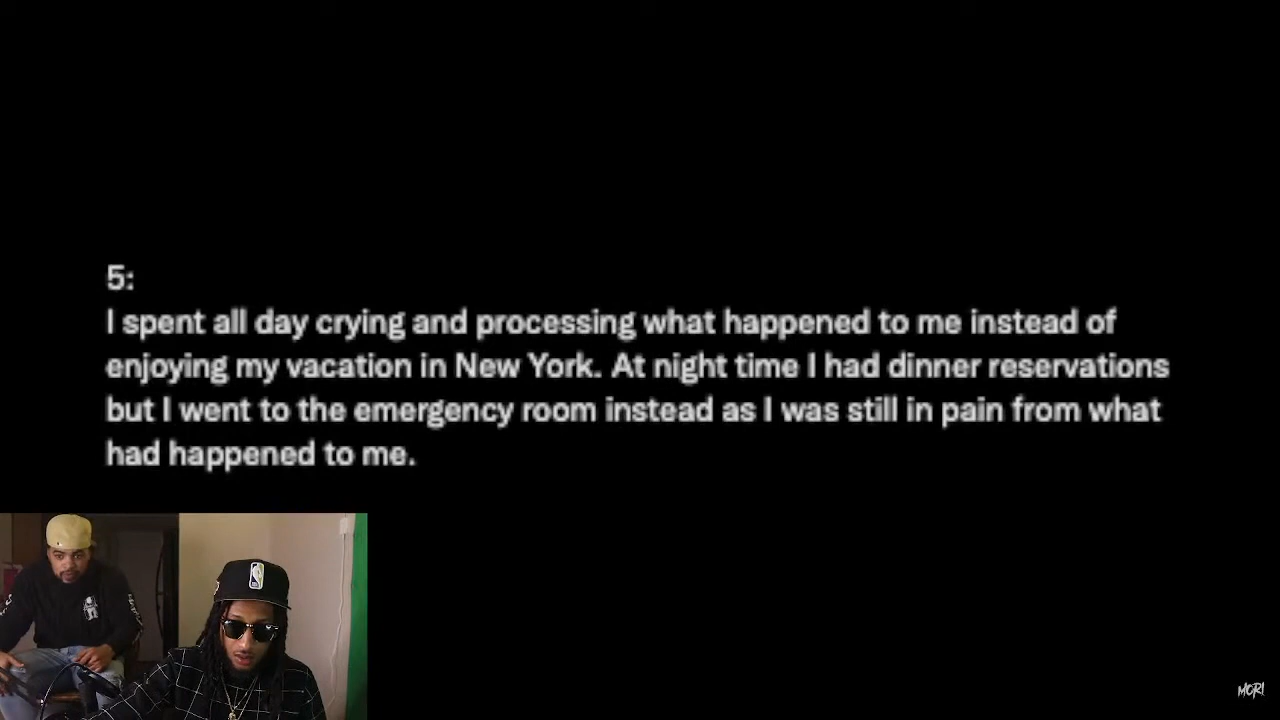 5:
I spent all day crying and processing what happened to me instead of
enjoying my vacation in New York. At night time I had dinner reservations
but I went to the emergency room instead as I was still in pain from what
had happened to me.
MORI